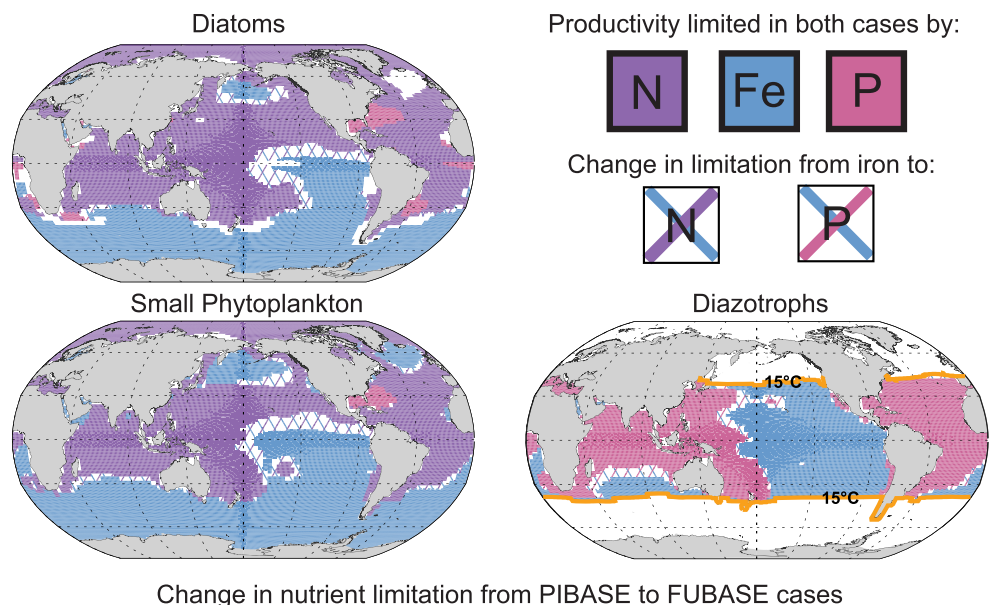 Diatoms
Productivity limited in both cases by:
N Fe P
Change in limitation from iron to:
N P
Small Phytoplankton
Diazotrophs
15°C
15°C
Change in nutrient limitation from PIBASE to FUBASE cases